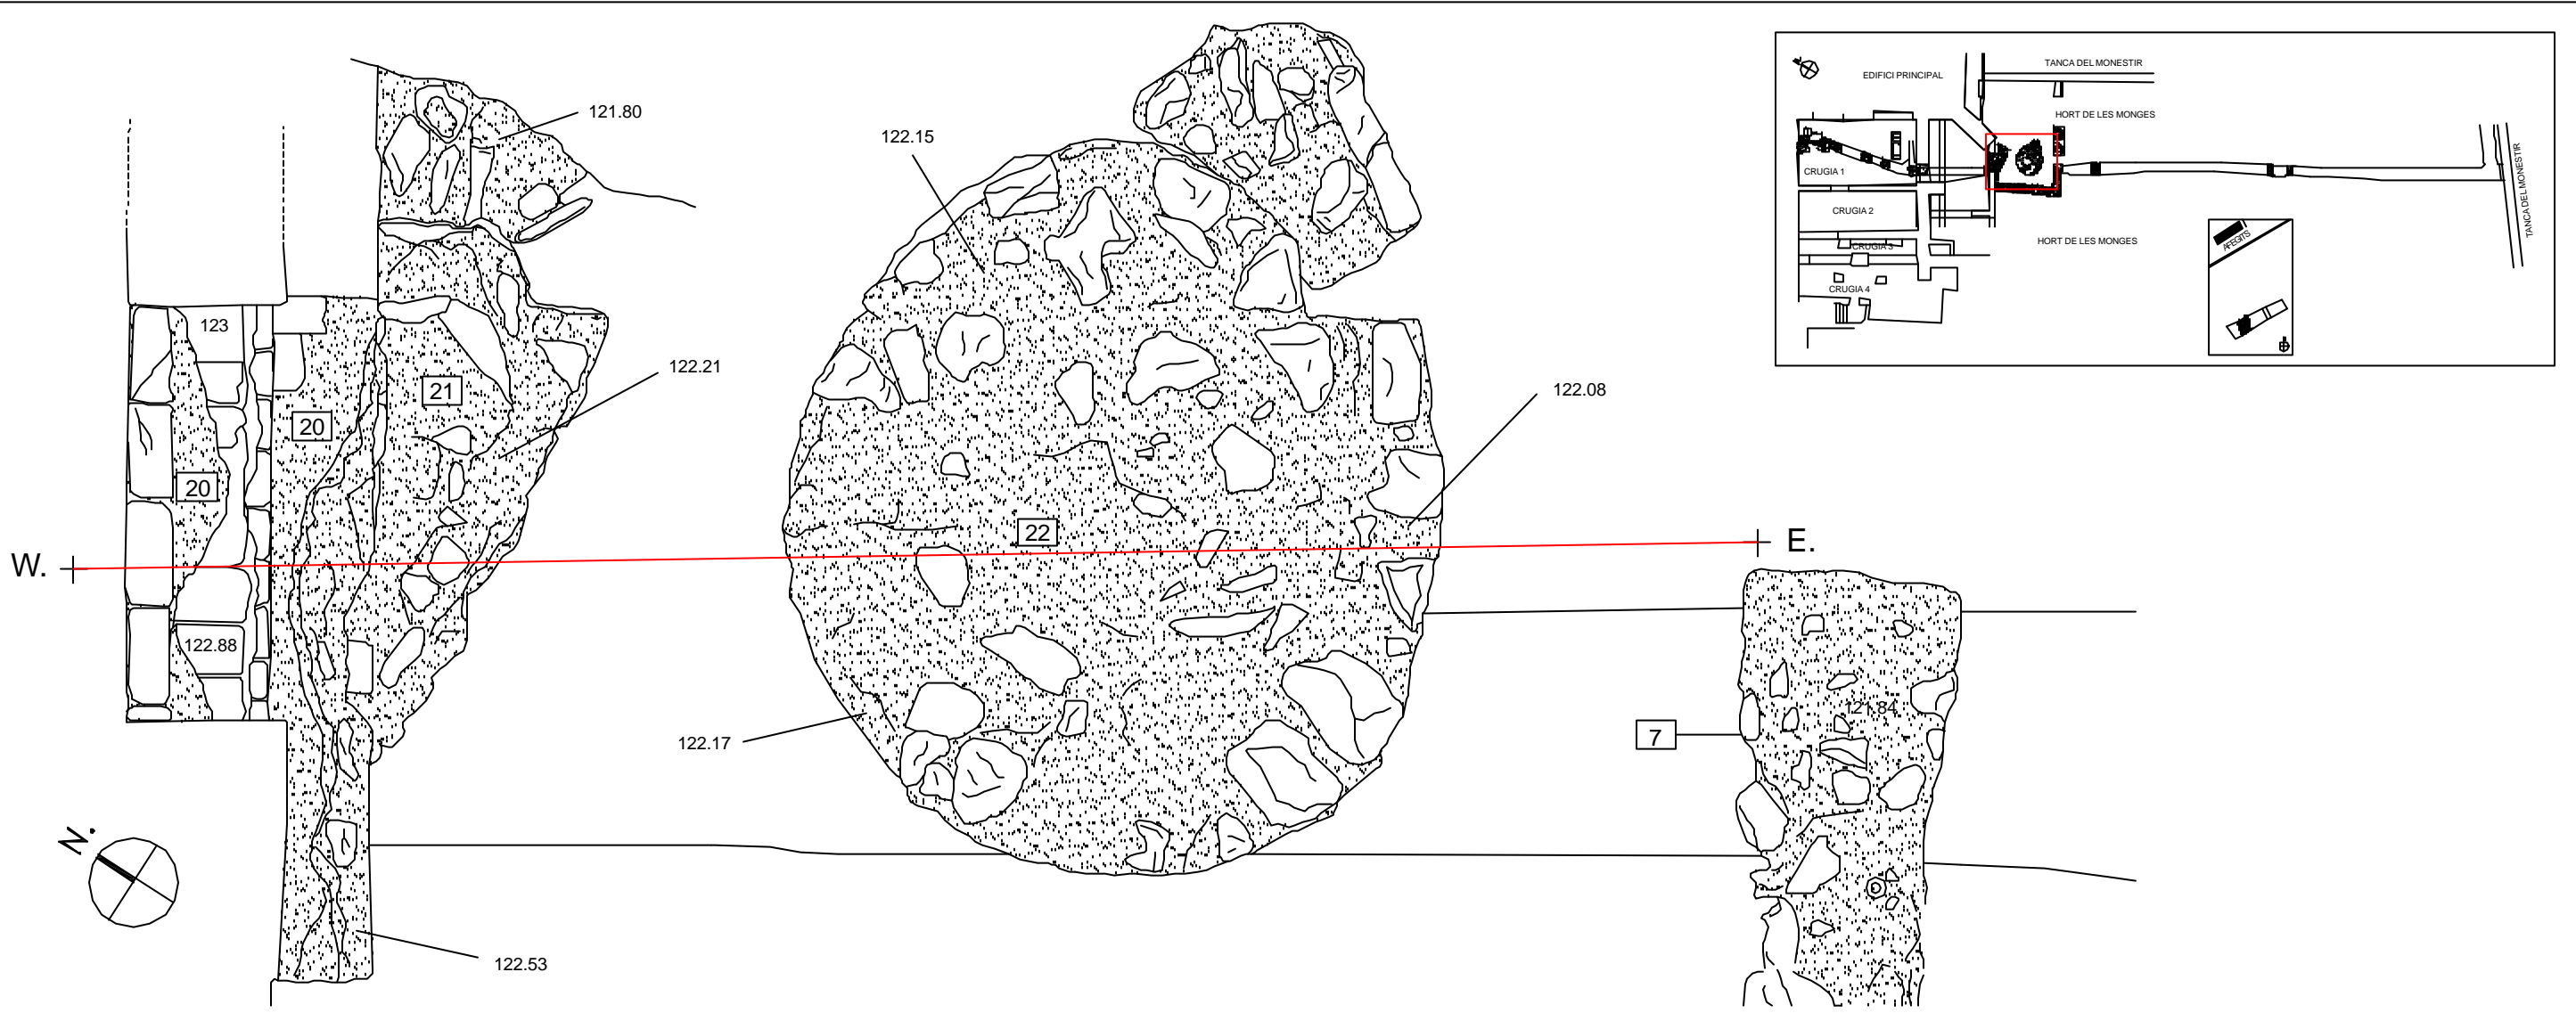 121.80
122.15
122.21
122.08
123
21
20
20
22
W.
E.
122.88
122.17
7
121.84
N.
122.53
N
EDIFICI PRINCIPAL
TANCA DEL MONESTIR
HORT DE LES MONGES
CRUGIA 1
CRUGIA 2
CRUGIA 3
CRUGIA 4
HORT DE LES MONGES
TANCA DEL MONESTIR
AFEGITS